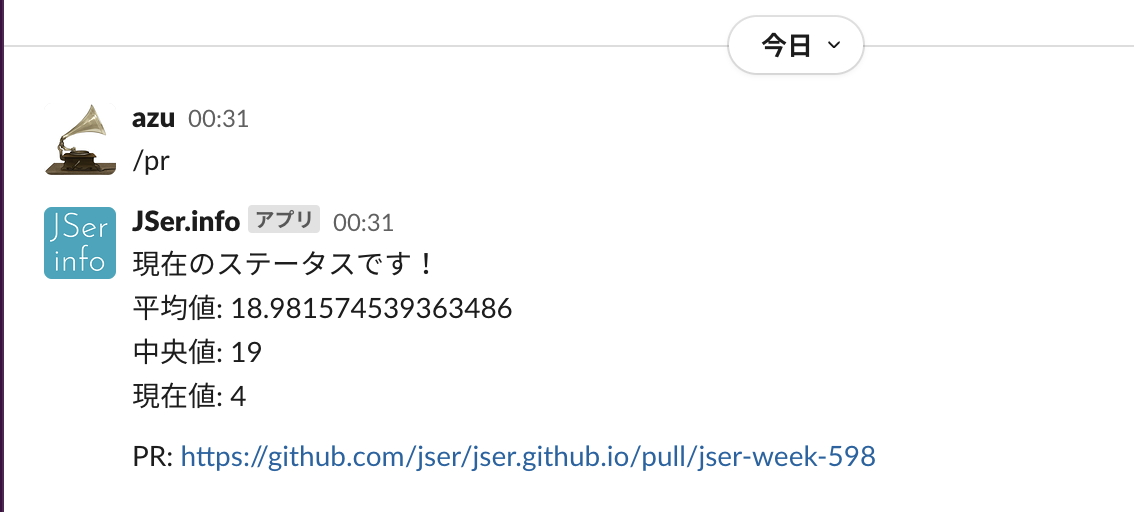 今日
azu 00:31
/pr
JSer
info
JSer.info アプリ 00:31
現在のステータスです！
平均値: 18.981574539363486
中央値: 19
現在値: 4
PR: https://github.com/jser/jser.github.io/pull/jser-week-598